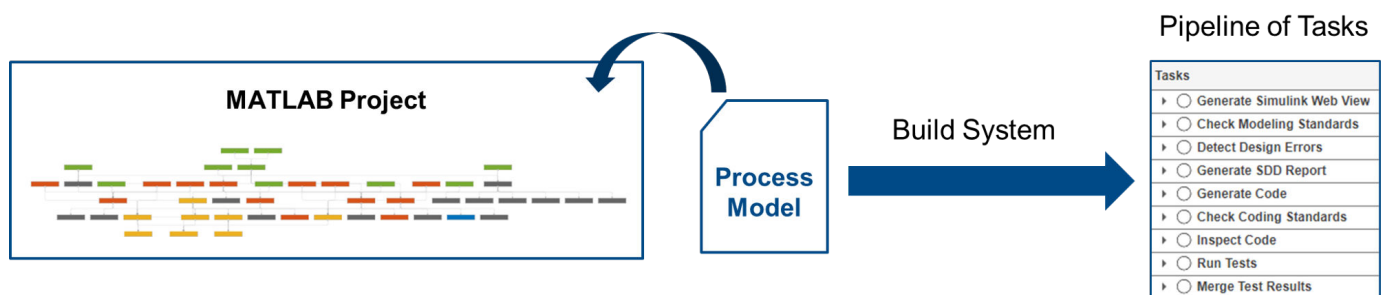 Pipeline of Tasks
MATLAB Project
Process
Model
Build System
Tasks
Generate Simulink Web View
Check Modeling Standards
Detect Design Errors
Generate SDD Report
Generate Code
Check Coding Standards
Inspect Code
Run Tests
Merge Test Results